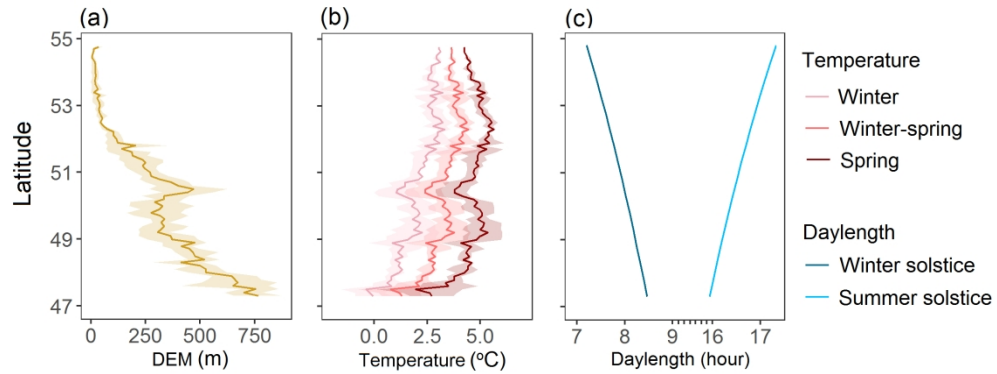 (a)
(b)
(c)
Latitude
55
53
51
49
47
0
250
500
750
DEM (m)
0.0
2.5
5.0
Temperature (ºC)
7
8
9
16
17
Daylength (hour)
Temperature
Winter
Winter-spring
Spring
Daylength
Winter solstice
Summer solstice